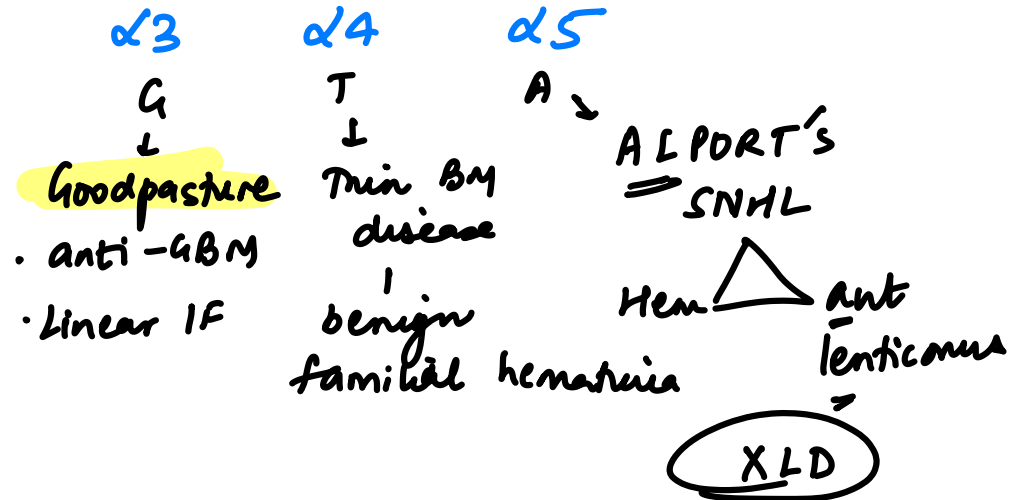 α3 α4 α5
G T A
Goodpasture
• anti-GBM
• Linear IF
Thin BM
disease
benign
familial hematuria
ALPORT's
SNHL
Hem ant
lenticonus
XLD